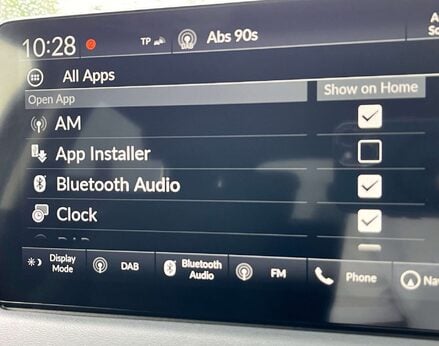 10:28 TP DAB Abs 90s
All Apps
Open App Show on Home
AM
App Installer
Bluetooth Audio
Clock
Display Mode
DAB
Bluetooth Audio
FM
Phone